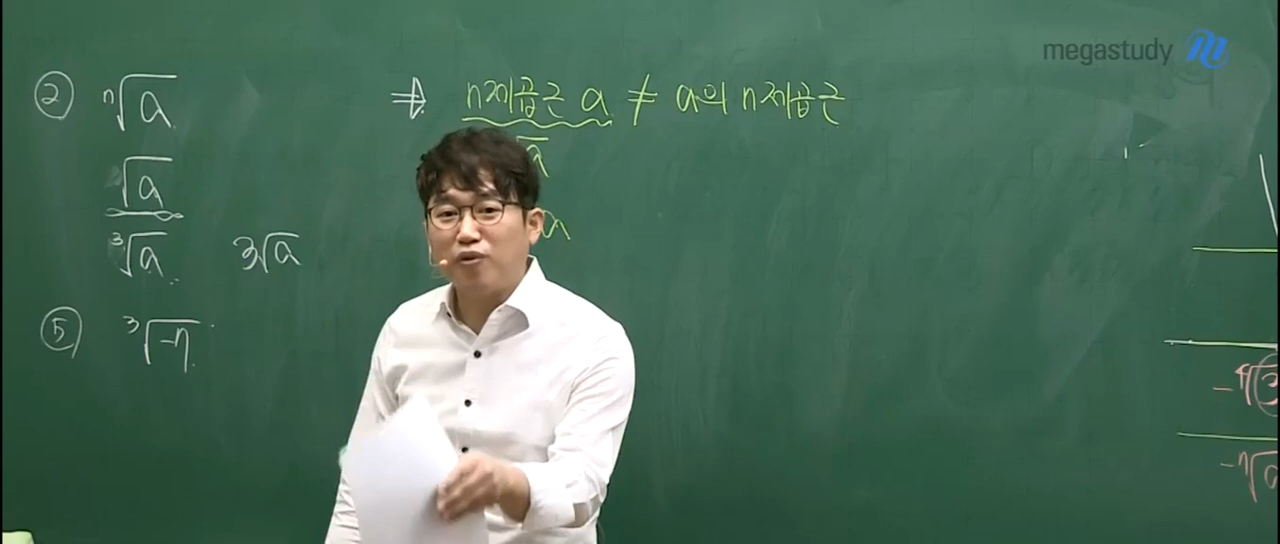 megastudy
② ⁿ√a ⇒ n제곱근 a ≠ a의 n제곱근
√a
³√a 3√a
a
⑤ ³√-7